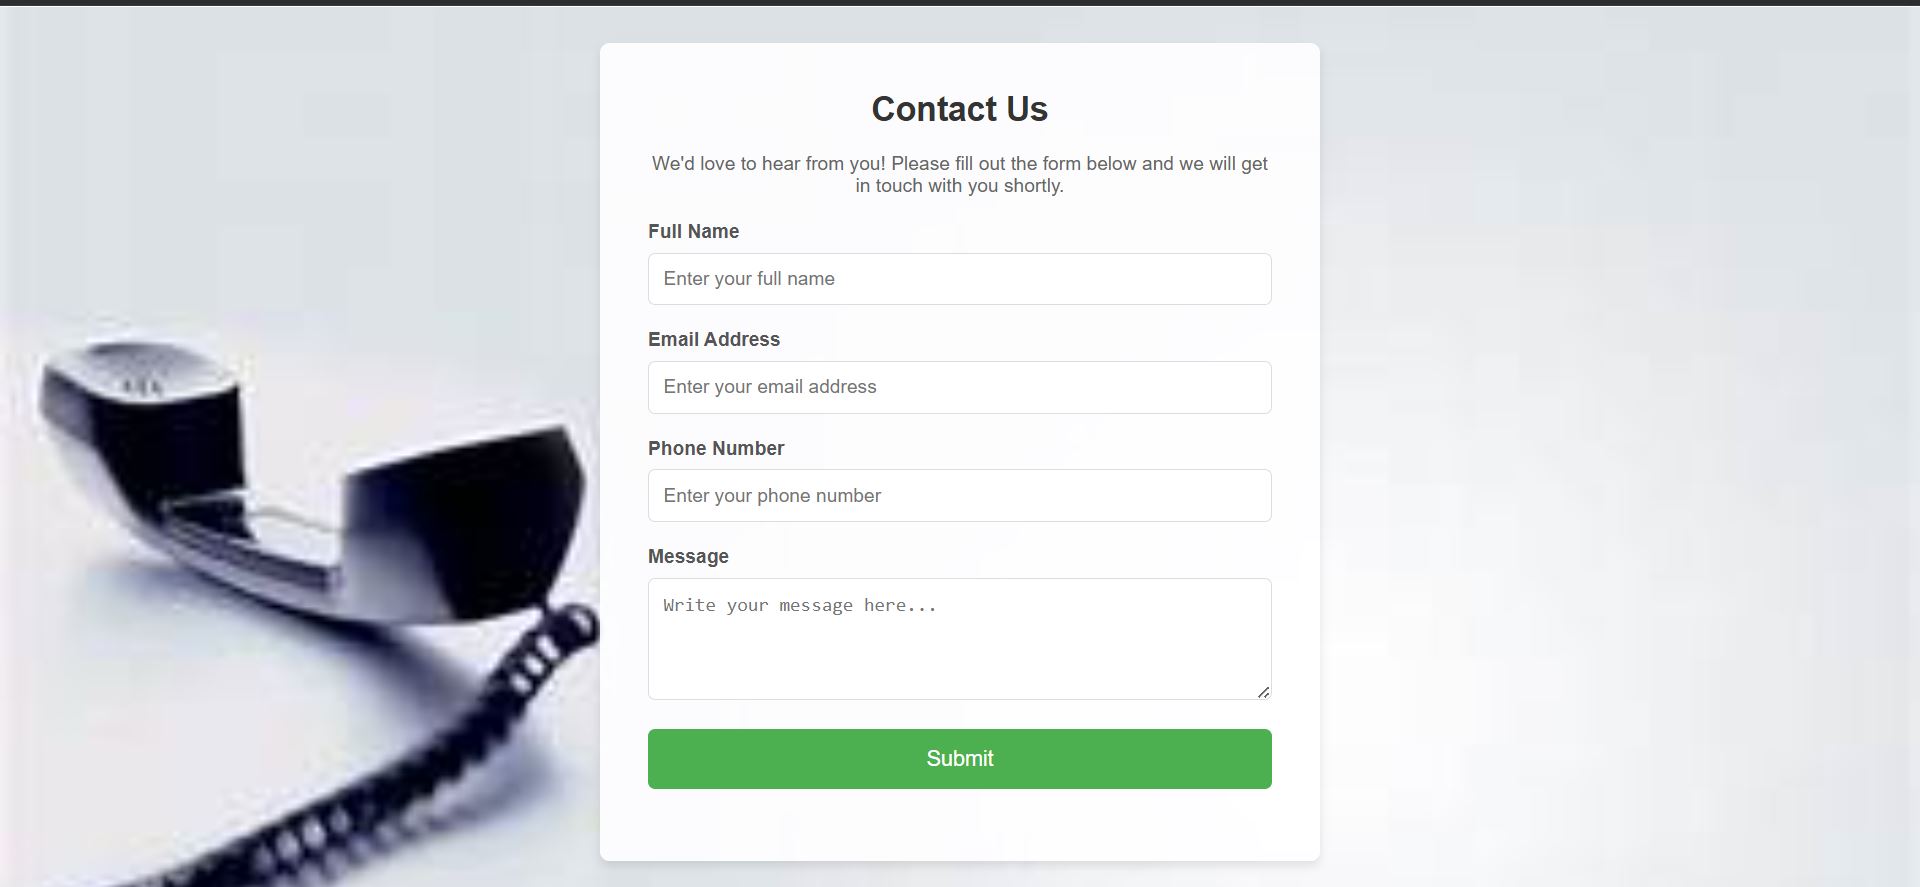 Contact Us
We'd love to hear from you! Please fill out the form below and we will get
in touch with you shortly.
Full Name
Enter your full name
Email Address
Enter your email address
Phone Number
Enter your phone number
Message
Write your message here...
Submit